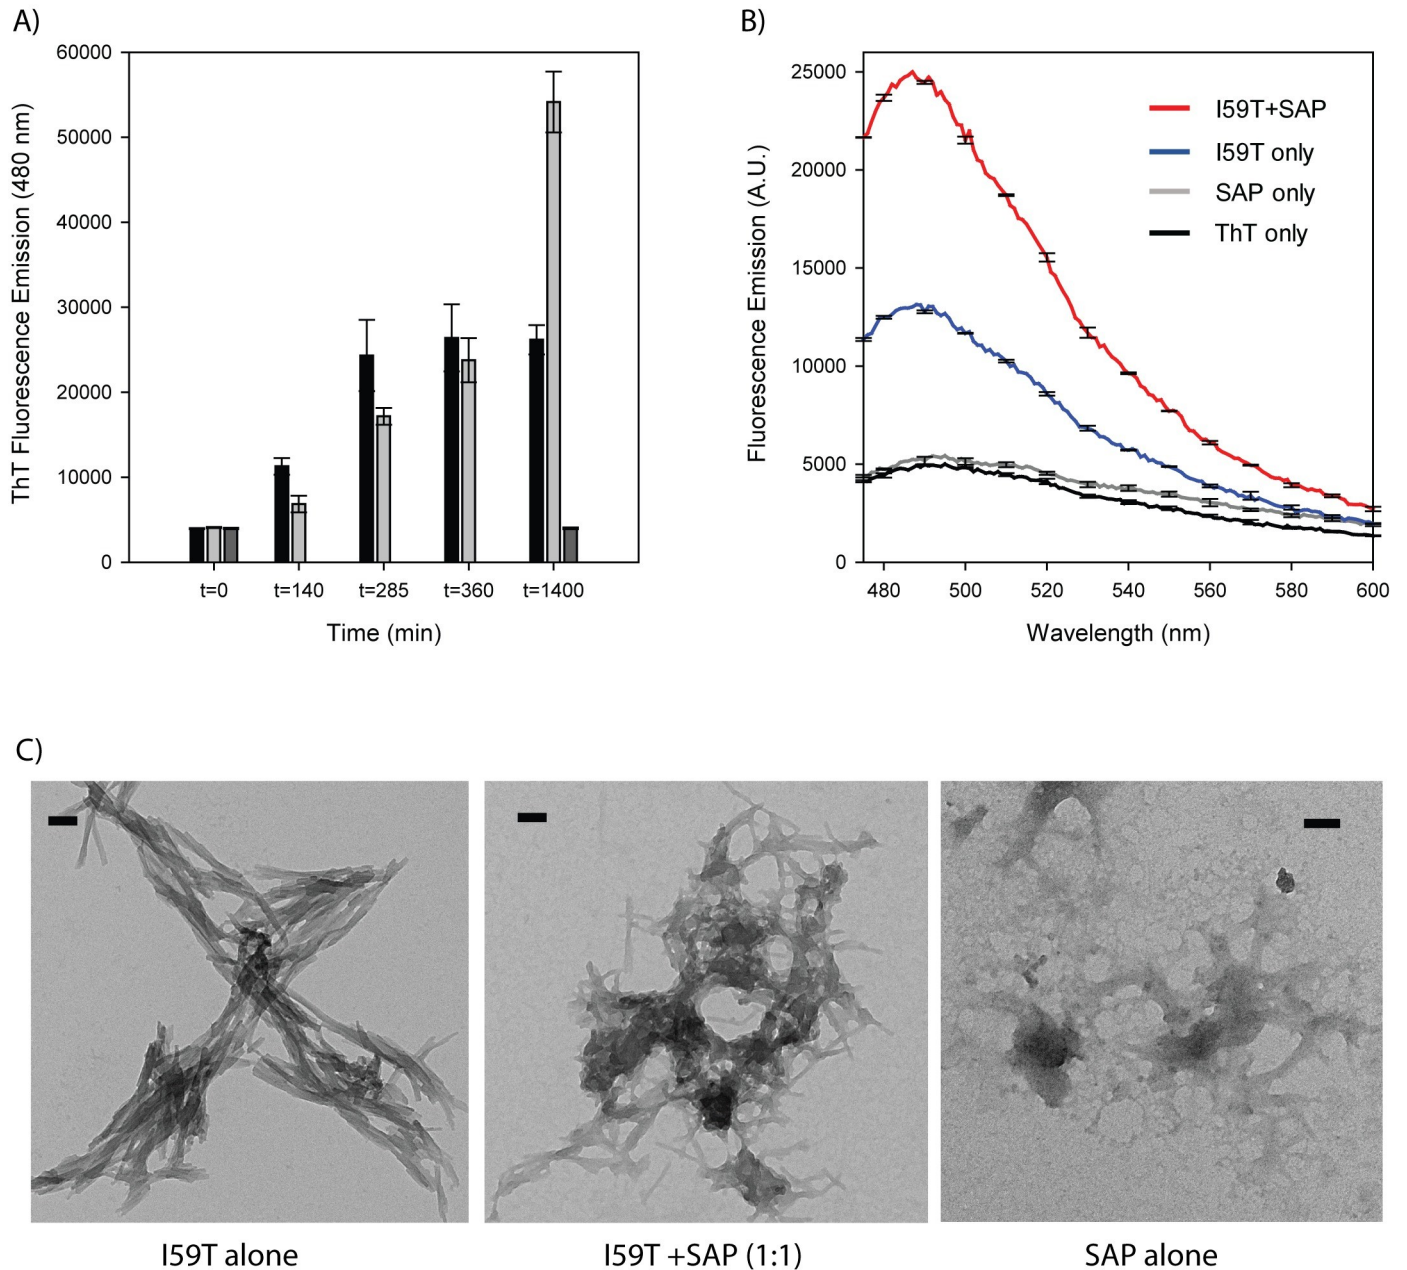 A)
60000
50000
40000
30000
20000
10000
0
ThT Fluorescence Emission (480 nm)
t=0 t=140 t=285 t=360 t=1400
Time (min)
B)
25000
20000
15000
10000
5000
0
Fluorescence Emission (A.U.)
I59T+SAP
I59T only
SAP only
ThT only
480 500 520 540 560 580 600
Wavelength (nm)
C)
I59T alone
I59T +SAP (1:1)
SAP alone